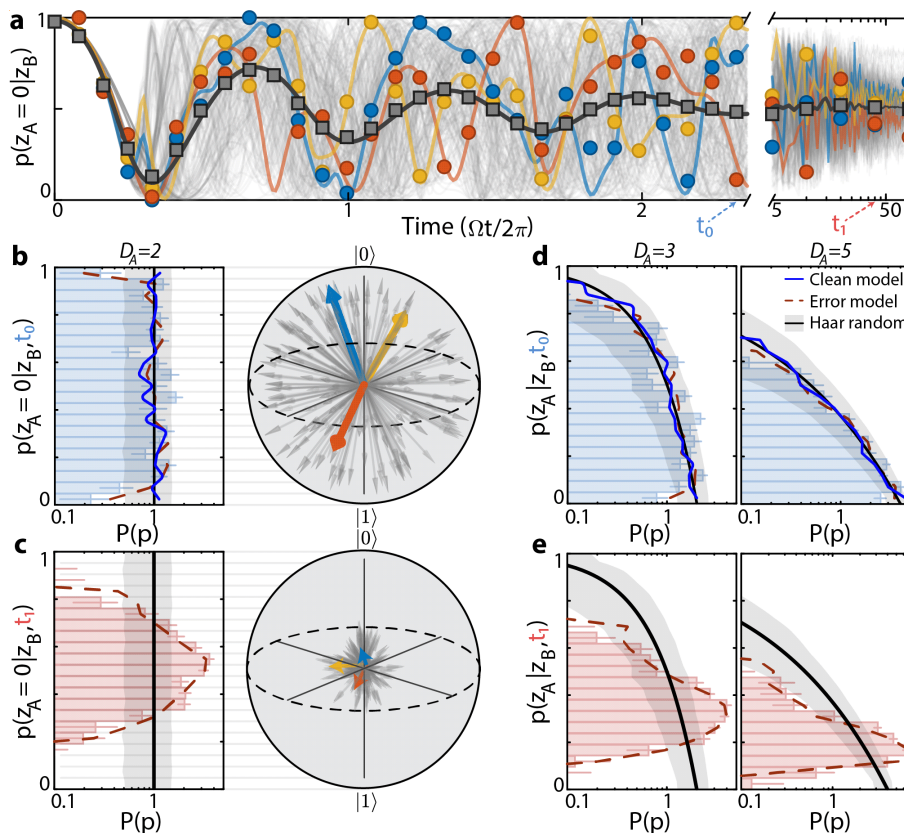 a
p(z_A = 0|z_B)
1
0
0
1
2
5
50
Time (Ωt/2π)
t_0
t_1
b
D_A=2
|0⟩
d
D_A=3
D_A=5
Clean model
Error model
Haar random
p(z_A = 0|z_B, t_0)
1
0
0.1
1
P(p)
|1⟩
p(z_A|z_B, t_0)
1
0
0.1
1
P(p)
0.1
1
P(p)
c
|0⟩
e
p(z_A = 0|z_B, t_1)
1
0
0.1
1
P(p)
|1⟩
p(z_A|z_B, t_1)
1
0
0.1
1
P(p)
0.1
1
P(p)